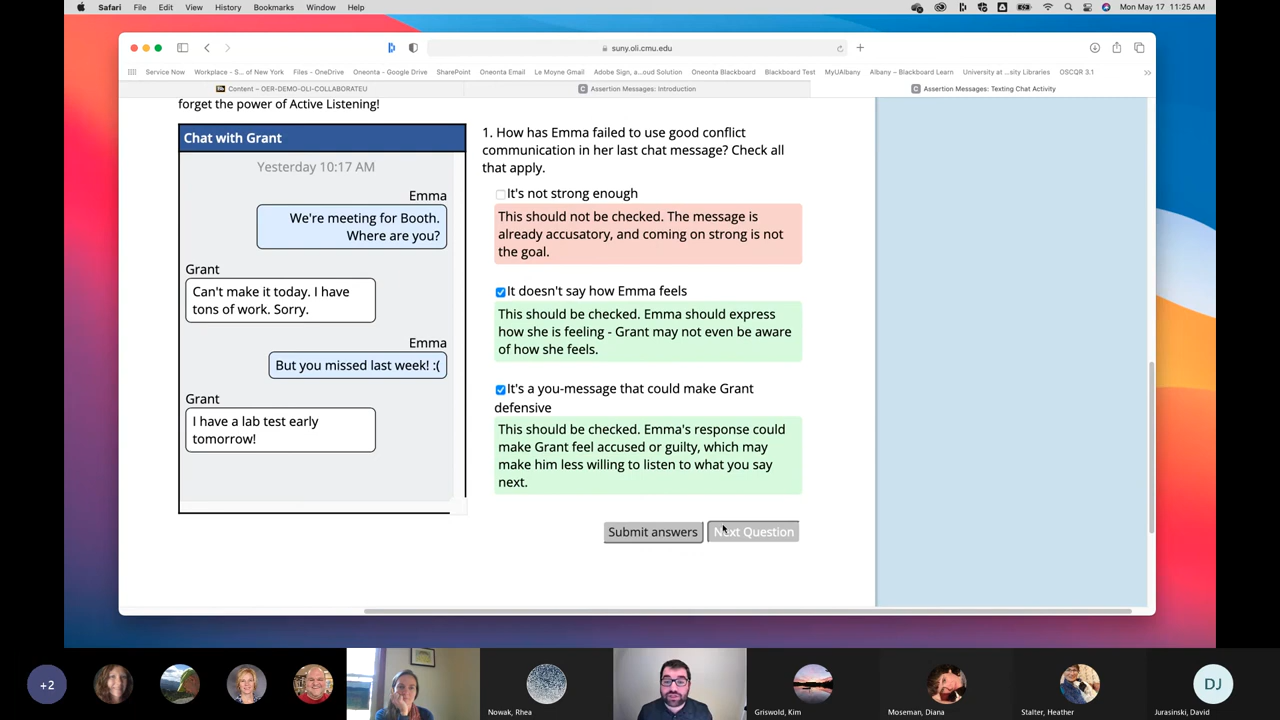 Safari File Edit View History Bookmarks Window Help
Mon May 17 11:25 AM
suny.oli.cmu.edu
Service Now Workplace - S... of New York Files - OneDrive Oneonta - Google Drive SharePoint Oneonta Email Le Moyne Gmail Adobe Sign, a...oud Solution Oneonta Blackboard Blackboard Test MyUAlbany Albany – Blackboard Learn University at ...sity Libraries OSCQR 3.1
Content – OER-DEMO-OLI-COLLABORATEU
Assertion Messages: Introduction
Assertion Messages: Texting Chat Activity
forget the power of Active Listening!
Chat with Grant
Yesterday 10:17 AM
Emma
We're meeting for Booth.
Where are you?
Grant
Can't make it today. I have
tons of work. Sorry.
Emma
But you missed last week! :(
Grant
I have a lab test early
tomorrow!
1. How has Emma failed to use good conflict
communication in her last chat message? Check all
that apply.
It's not strong enough
This should not be checked. The message is
already accusatory, and coming on strong is not
the goal.
It doesn't say how Emma feels
This should be checked. Emma should express
how she is feeling - Grant may not even be aware
of how she feels.
It's a you-message that could make Grant
defensive
This should be checked. Emma's response could
make Grant feel accused or guilty, which may
make him less willing to listen to what you say
next.
Submit answers
Next Question
+2
Nowak, Rhea
Griswold, Kim
Moseman, Diana
Stalter, Heather
DJ
Jurasinski, David